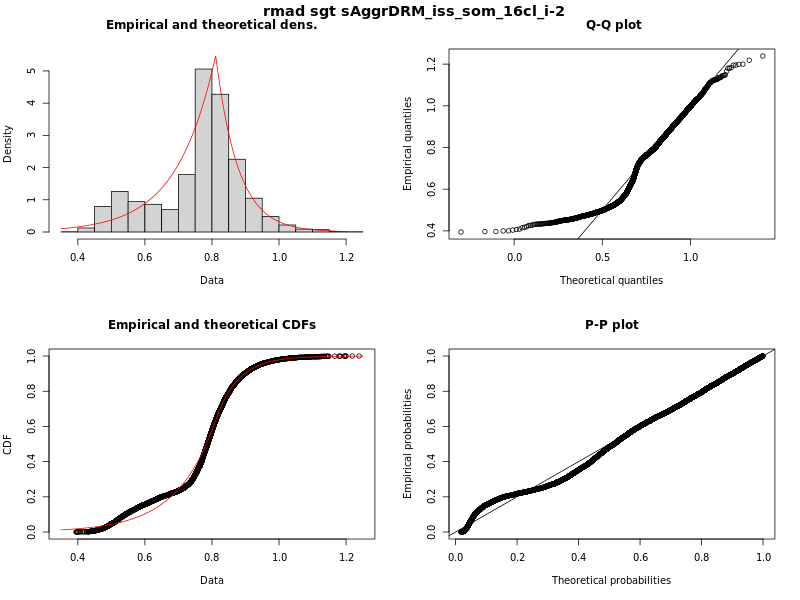 rmad sgt sAggrDRM_iss_som_16cl_i-2
Empirical and theoretical dens.
Density
0 1 2 3 4 5
0.4 0.6 0.8 1.0 1.2
Data
Q-Q plot
Empirical quantiles
0.4 0.6 0.8 1.0 1.2
0.0 0.5 1.0
Theoretical quantiles
Empirical and theoretical CDFs
CDF
0.0 0.2 0.4 0.6 0.8 1.0
0.4 0.6 0.8 1.0 1.2
Data
P-P plot
Empirical probabilities
0.0 0.2 0.4 0.6 0.8 1.0
0.0 0.2 0.4 0.6 0.8 1.0
Theoretical probabilities